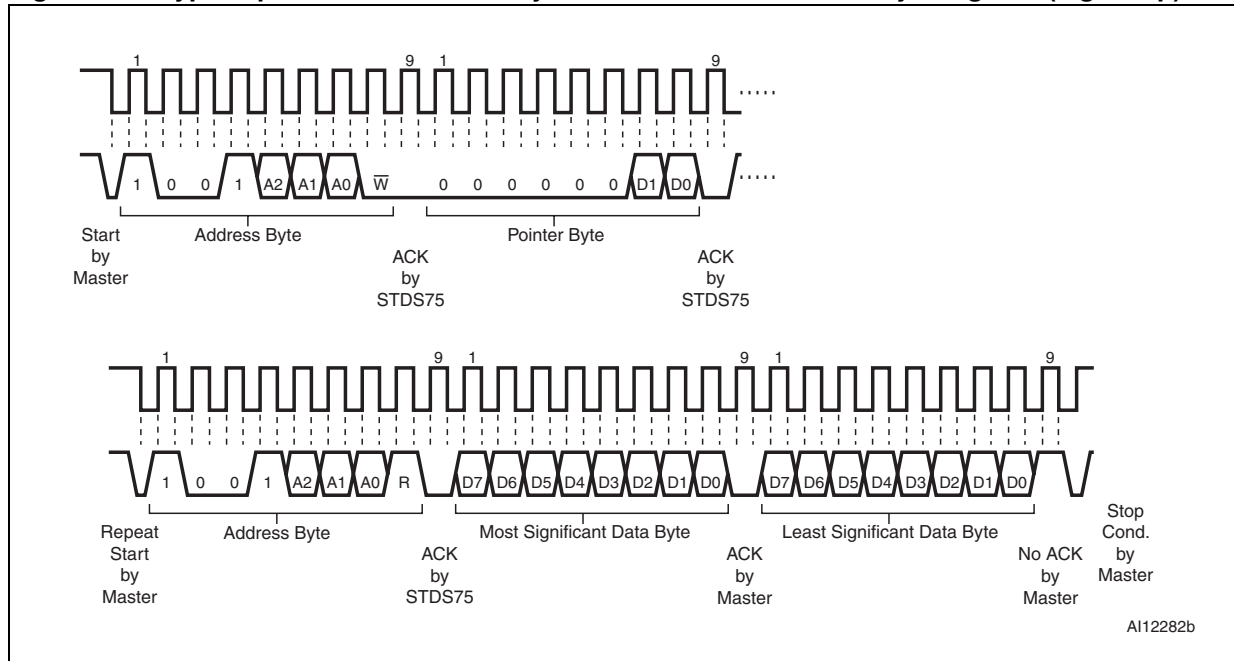 1 9 1 9
1 0 0 1 A2 A1 A0 W̅ 0 0 0 0 0 0 D1 D0
Address Byte Pointer Byte
Start
by
Master
ACK
by
STDS75
ACK
by
STDS75
1 9 1 9 1 9
1 0 0 1 A2 A1 A0 R D7 D6 D5 D4 D3 D2 D1 D0 D7 D6 D5 D4 D3 D2 D1 D0
Address Byte Most Significant Data Byte Least Significant Data Byte
Repeat
Start
by
Master
ACK
by
STDS75
ACK
by
Master
No ACK
by
Master
Stop
Cond.
by
Master
AI12282b